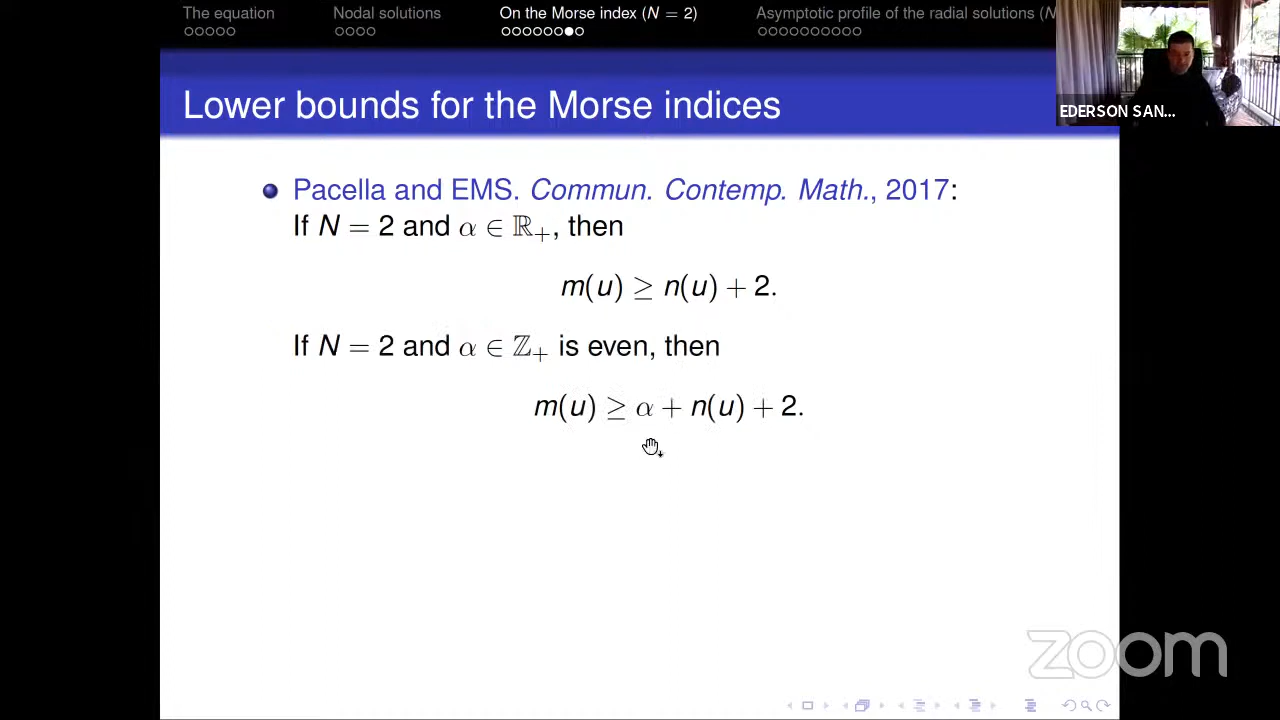 The equation
Nodal solutions
On the Morse index (N = 2)
Asymptotic profile of the radial solutions (N
EDERSON SAN...
Lower bounds for the Morse indices
Pacella and EMS. Commun. Contemp. Math., 2017:
If N = 2 and α ∈ ℝ₊, then
m(u) ≥ n(u) + 2.
If N = 2 and α ∈ ℤ₊ is even, then
m(u) ≥ α + n(u) + 2.
zoom